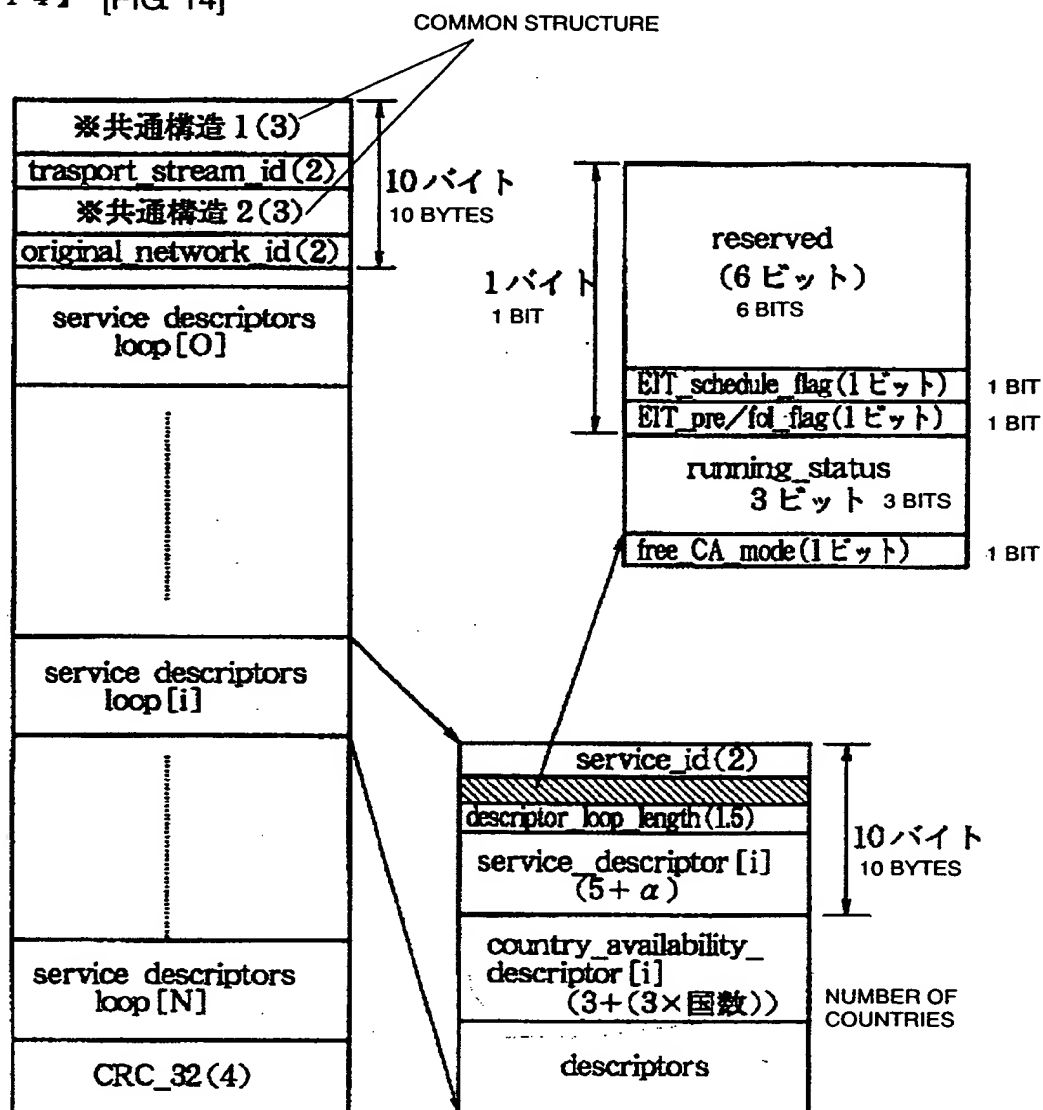 [FIG. 14]
COMMON STRUCTURE
※共通構造 1 (3)
trasport_stream_id (2)
※共通構造 2 (3)
original_network_id (2)
10 バイト
10 BYTES
service descriptors
loop [O]
service descriptors
loop [i]
service descriptors
loop [N]
CRC_32 (4)
1 バイト
1 BIT
reserved
(6 ビット)
6 BITS
EIT_schedule_flag (1 ビット)
1 BIT
EIT_pre/fol_flag (1 ビット)
1 BIT
running_status
3 ビット 3 BITS
free_CA_mode (1 ビット)
1 BIT
service_id (2)
descriptor_loop_length (1.5)
service_descriptor [i]
(5+ α)
10 バイト
10 BYTES
country_availability_
descriptor [i]
(3+(3×国数))
NUMBER OF
COUNTRIES
descriptors